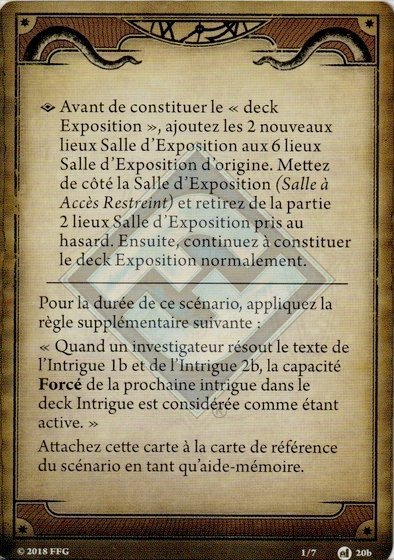 Avant de constituer le « deck
Exposition », ajoutez les 2 nouveaux
lieux Salle d'Exposition aux 6 lieux
Salle d'Exposition d'origine. Mettez
de côté la Salle d'Exposition (Salle à
Accès Restreint) et retirez de la partie
2 lieux Salle d'Exposition pris au
hasard. Ensuite, continuez à constituer
le deck Exposition normalement.
Pour la durée de ce scénario, appliquez la
règle supplémentaire suivante :
« Quand un investigateur résout le texte de
l'Intrigue 1b et de l'Intrigue 2b, la capacité
Forcé de la prochaine intrigue dans le
deck Intrigue est considérée comme étant
active. »
Attachez cette carte à la carte de référence
du scénario en tant qu'aide-mémoire.
© 2018 FFG 1/7 20b